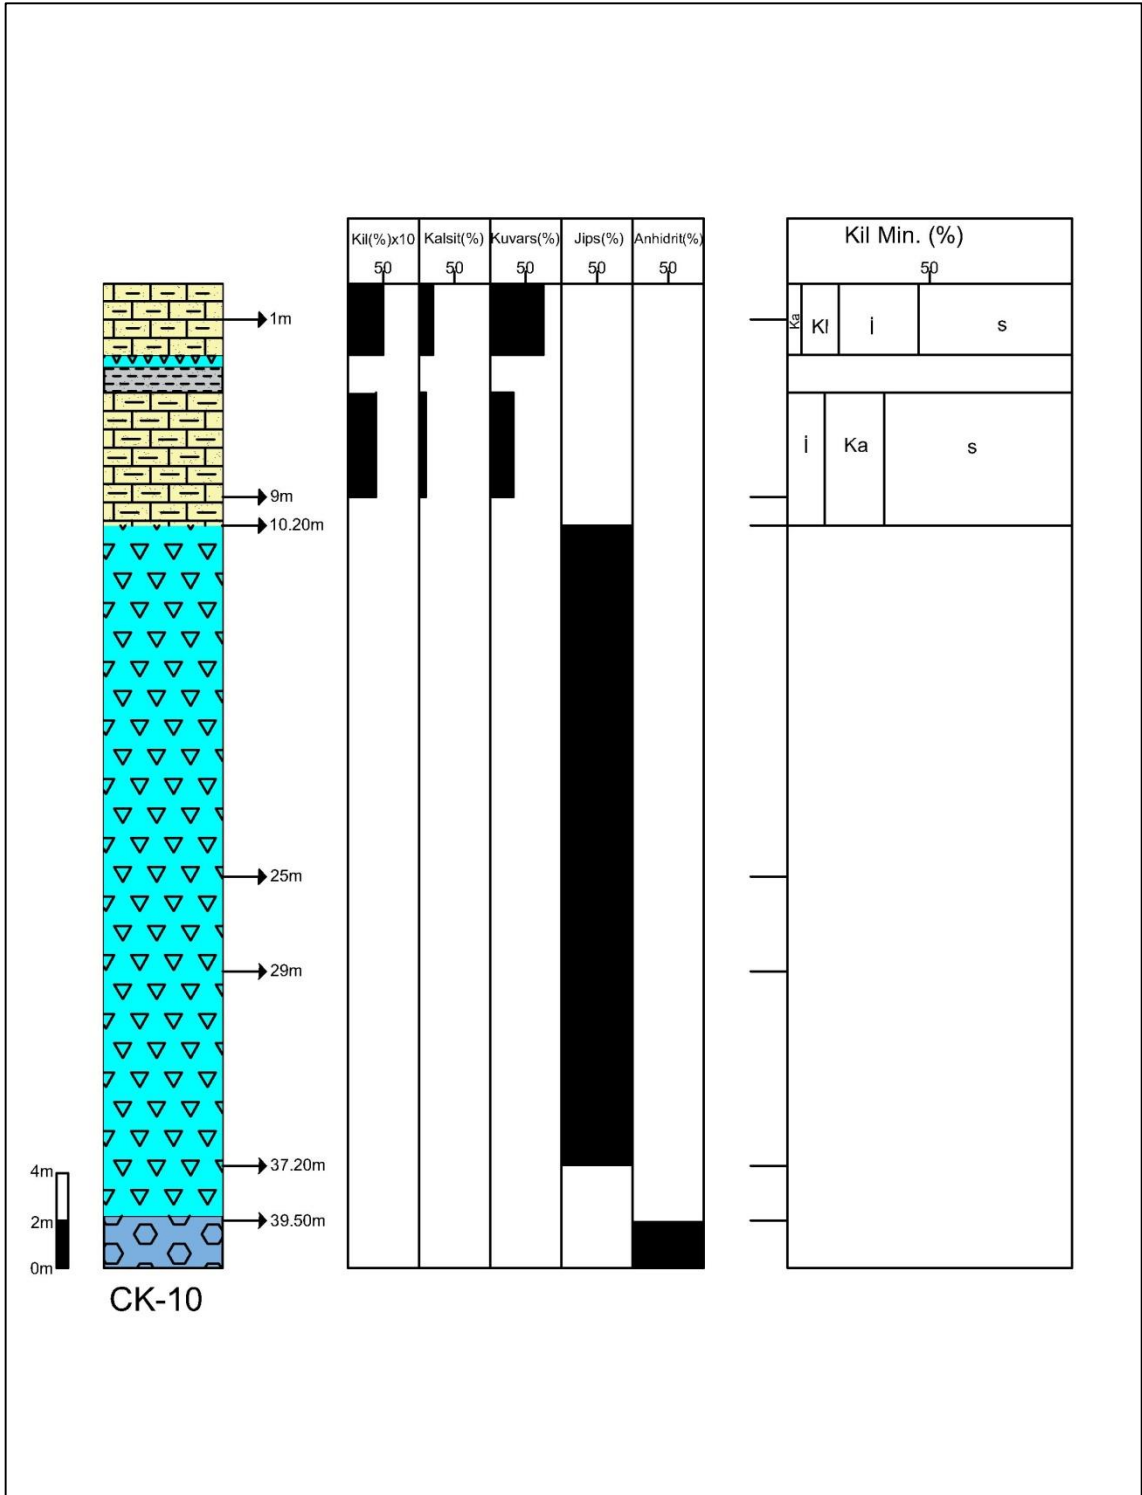 Kil(%)x10 Kalsit(%) Kuvars(%) Jips(%) Anhidrit(%)
50 50 50 50 50
Kil Min. (%)
50
1m
Ka Kl İ s
9m
İ Ka s
10.20m
25m
29m
37.20m
39.50m
4m
2m
0m
CK-10